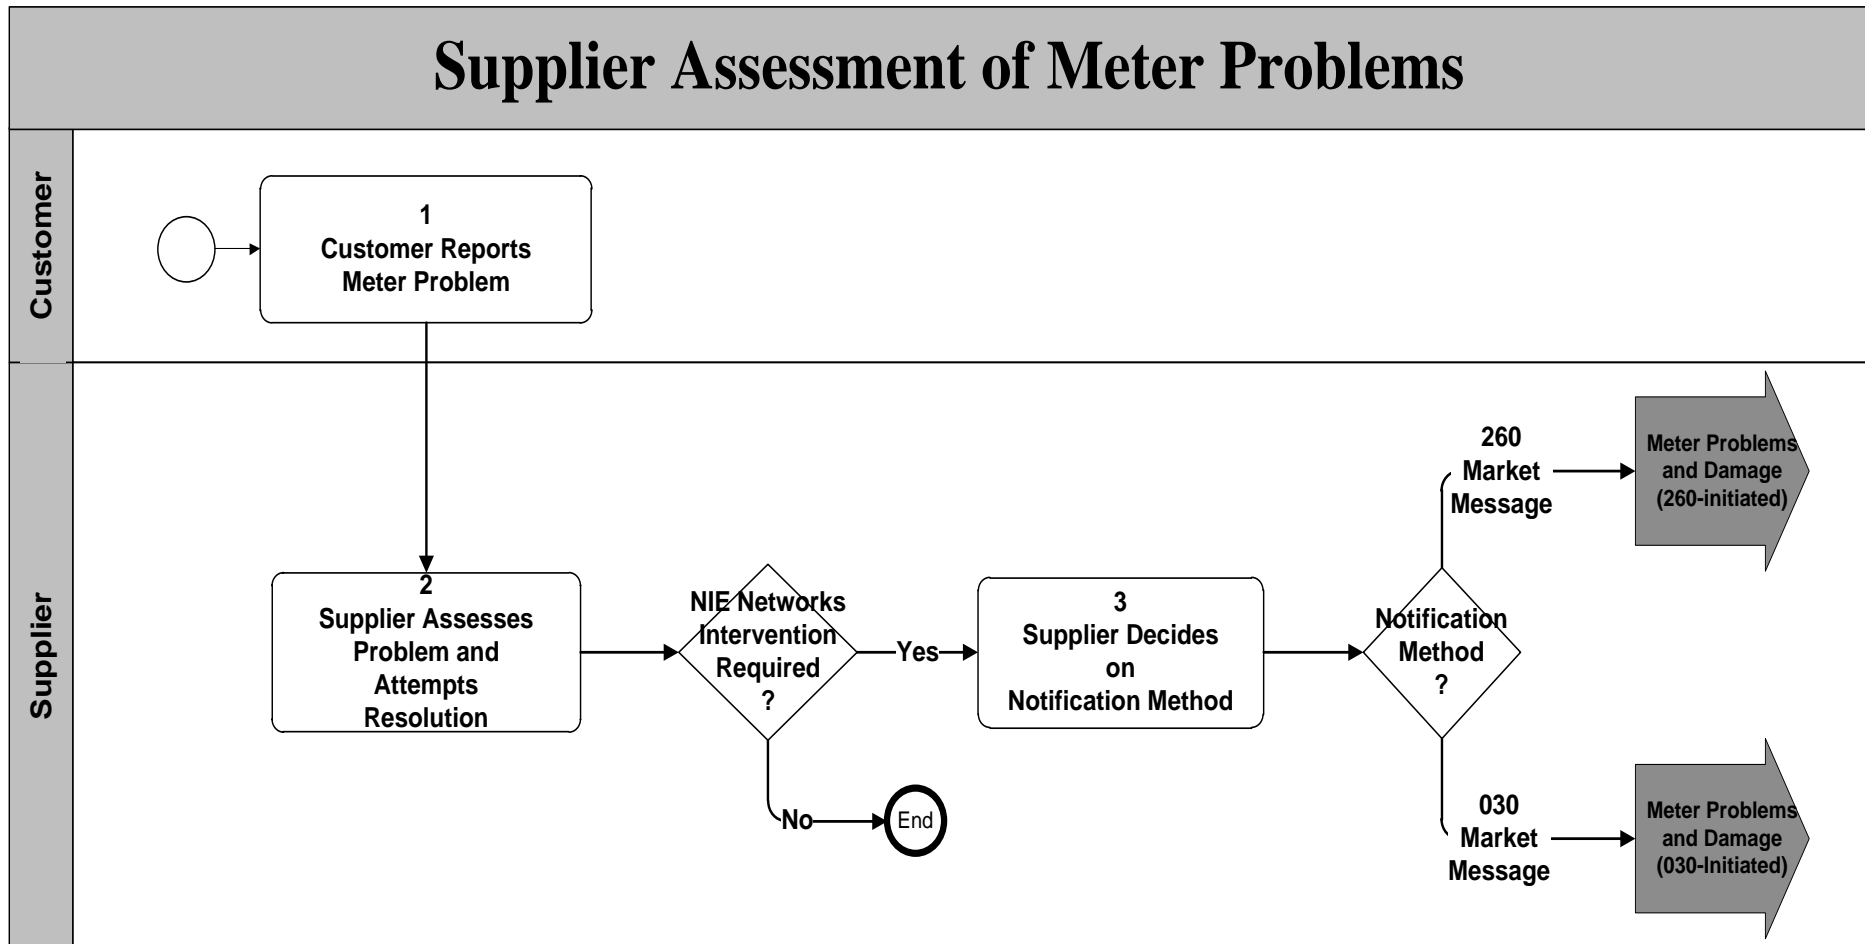 Supplier Assessment of Meter Problems
Customer
1
Customer Reports
Meter Problem
Supplier
2
Supplier Assesses
Problem and
Attempts
Resolution
NIE Networks
Intervention
Required
?
Yes
No
End
3
Supplier Decides
on
Notification Method
Notification
Method
?
260
Market
Message
Meter Problems
and Damage
(260-initiated)
030
Market
Message
Meter Problems
and Damage
(030-Initiated)